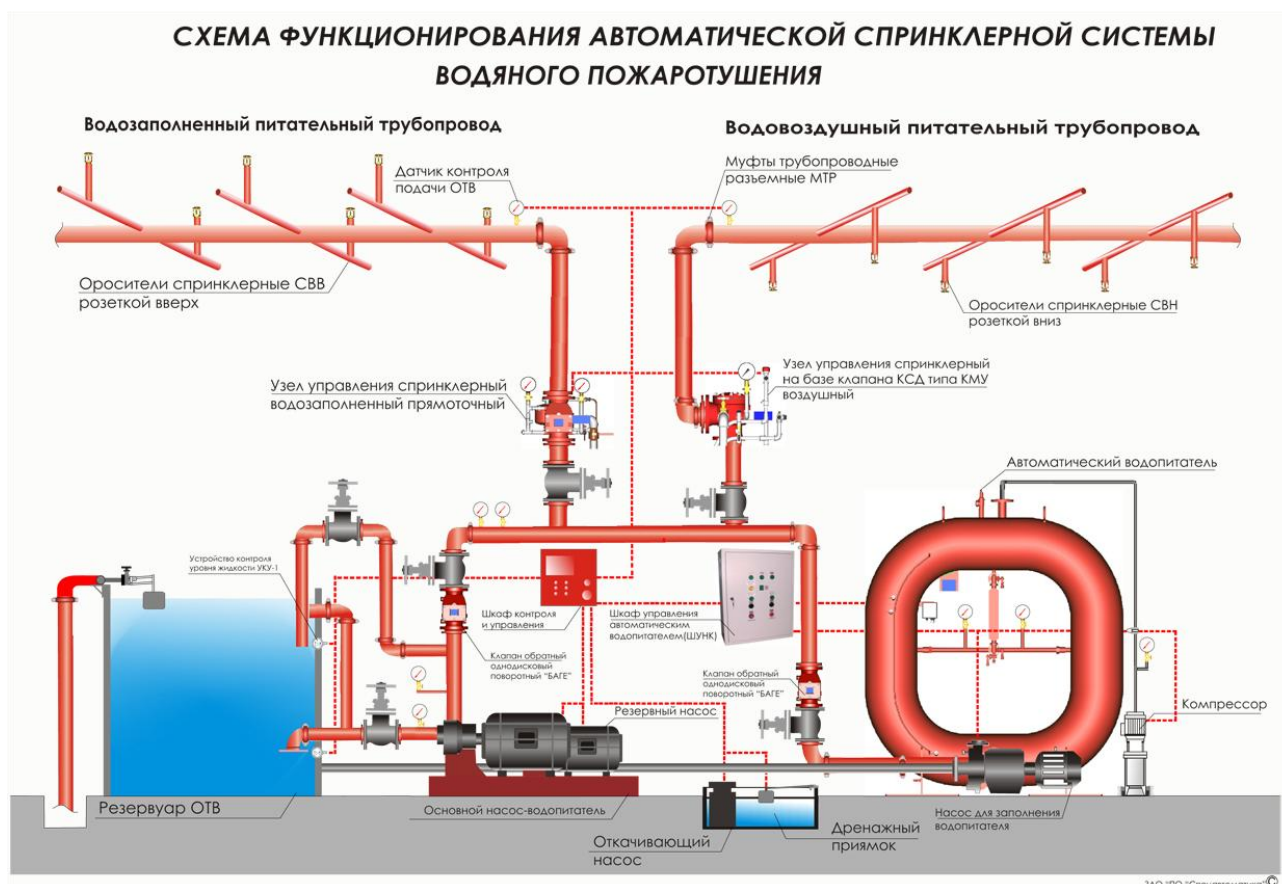 СХЕМА ФУНКЦИОНИРОВАНИЯ АВТОМАТИЧЕСКОЙ СПРИНКЛЕРНОЙ СИСТЕМЫ
ВОДЯНОГО ПОЖАРОТУШЕНИЯ
Водозаполненный питательный трубопровод
Водовоздушный питательный трубопровод
Датчик контроля
подачи ОТВ
Муфты трубопроводные
разъемные МТР
Оросители спринклерные СВВ
розеткой вверх
Оросители спринклерные СВН
розеткой вниз
Узел управления спринклерный
водозаполненный прямоточный
Узел управления спринклерный
на базе клапана КСД типа КМУ
воздушный
Автоматический водопитатель
Устройство контроля
уровня жидкости УКУ-1
Шкаф контроля
и управления
Шкаф управления
автоматическим
водопитателем(ШУНК)
Клапан обратный
однодисковый
поворотный "БАГЕ"
Клапан обратный
однодисковый
поворотный "БАГЕ"
Резервный насос
Компрессор
Резервуар ОТВ
Основной насос-водопитатель
Откачивающий
насос
Дренажный
приямок
Насос для заполнения
водопитателя
ЗАО "ПО "Спецавтоматика"©